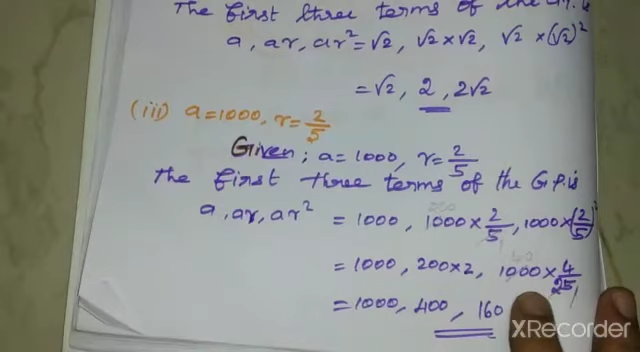 The first three terms of the G.P. is
a, ar, ar² = √2, √2 × √2, √2 × (√2)²
= √2, 2, 2√2
(iii) a = 1000, r = 2/5
Given; a = 1000, r = 2/5
The first three terms of the G.P. is
a, ar, ar² = 1000, 1000 × 2/5, 1000 × (2/5)²
= 1000, 200×2, 1000 × 4/25
= 1000, 400, 160
XRecorder